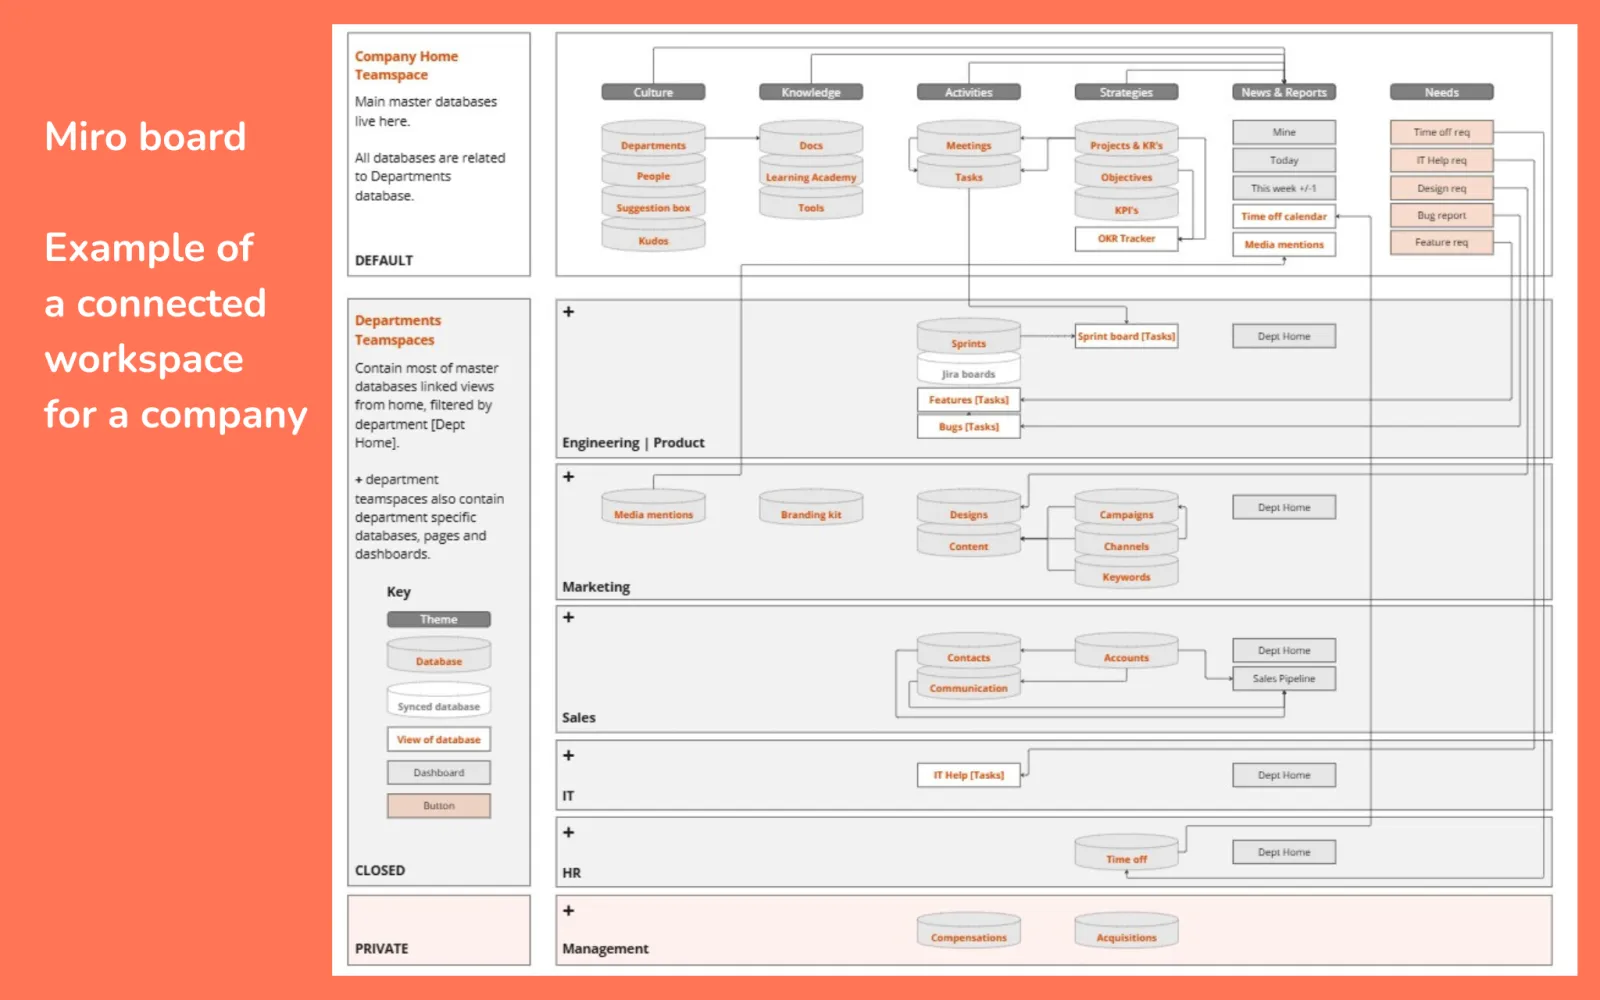 Miro board
Example of
a connected
workspace
for a company
Company Home
Teamspace
Main master databases
live here.
All databases are related
to Departments
database.
DEFAULT
Culture
Departments
People
Suggestion box
Kudos
Knowledge
Docs
Learning Academy
Tools
Activities
Meetings
Tasks
Strategies
Projects & KR's
Objectives
KPI's
OKR Tracker
News & Reports
Mine
Today
This week +/-1
Time off calendar
Media mentions
Needs
Time off req
IT Help req
Design req
Bug report
Feature req
Departments
Teamspaces
Contain most of master
databases linked views
from home, filtered by
department [Dept
Home].
+ department
teamspaces also contain
department specific
databases, pages and
dashboards.
Key
Theme
Database
Synced database
View of database
Dashboard
Button
CLOSED
+
Sprints
Jira boards
Features [Tasks]
Bugs [Tasks]
Sprint board [Tasks]
Dept Home
Engineering | Product
+
Media mentions
Branding kit
Designs
Content
Campaigns
Channels
Keywords
Dept Home
Marketing
+
Contacts
Communication
Accounts
Dept Home
Sales Pipeline
Sales
+
IT Help [Tasks]
Dept Home
IT
+
Time off
Dept Home
HR
PRIVATE
+
Compensations
Acquisitions
Management